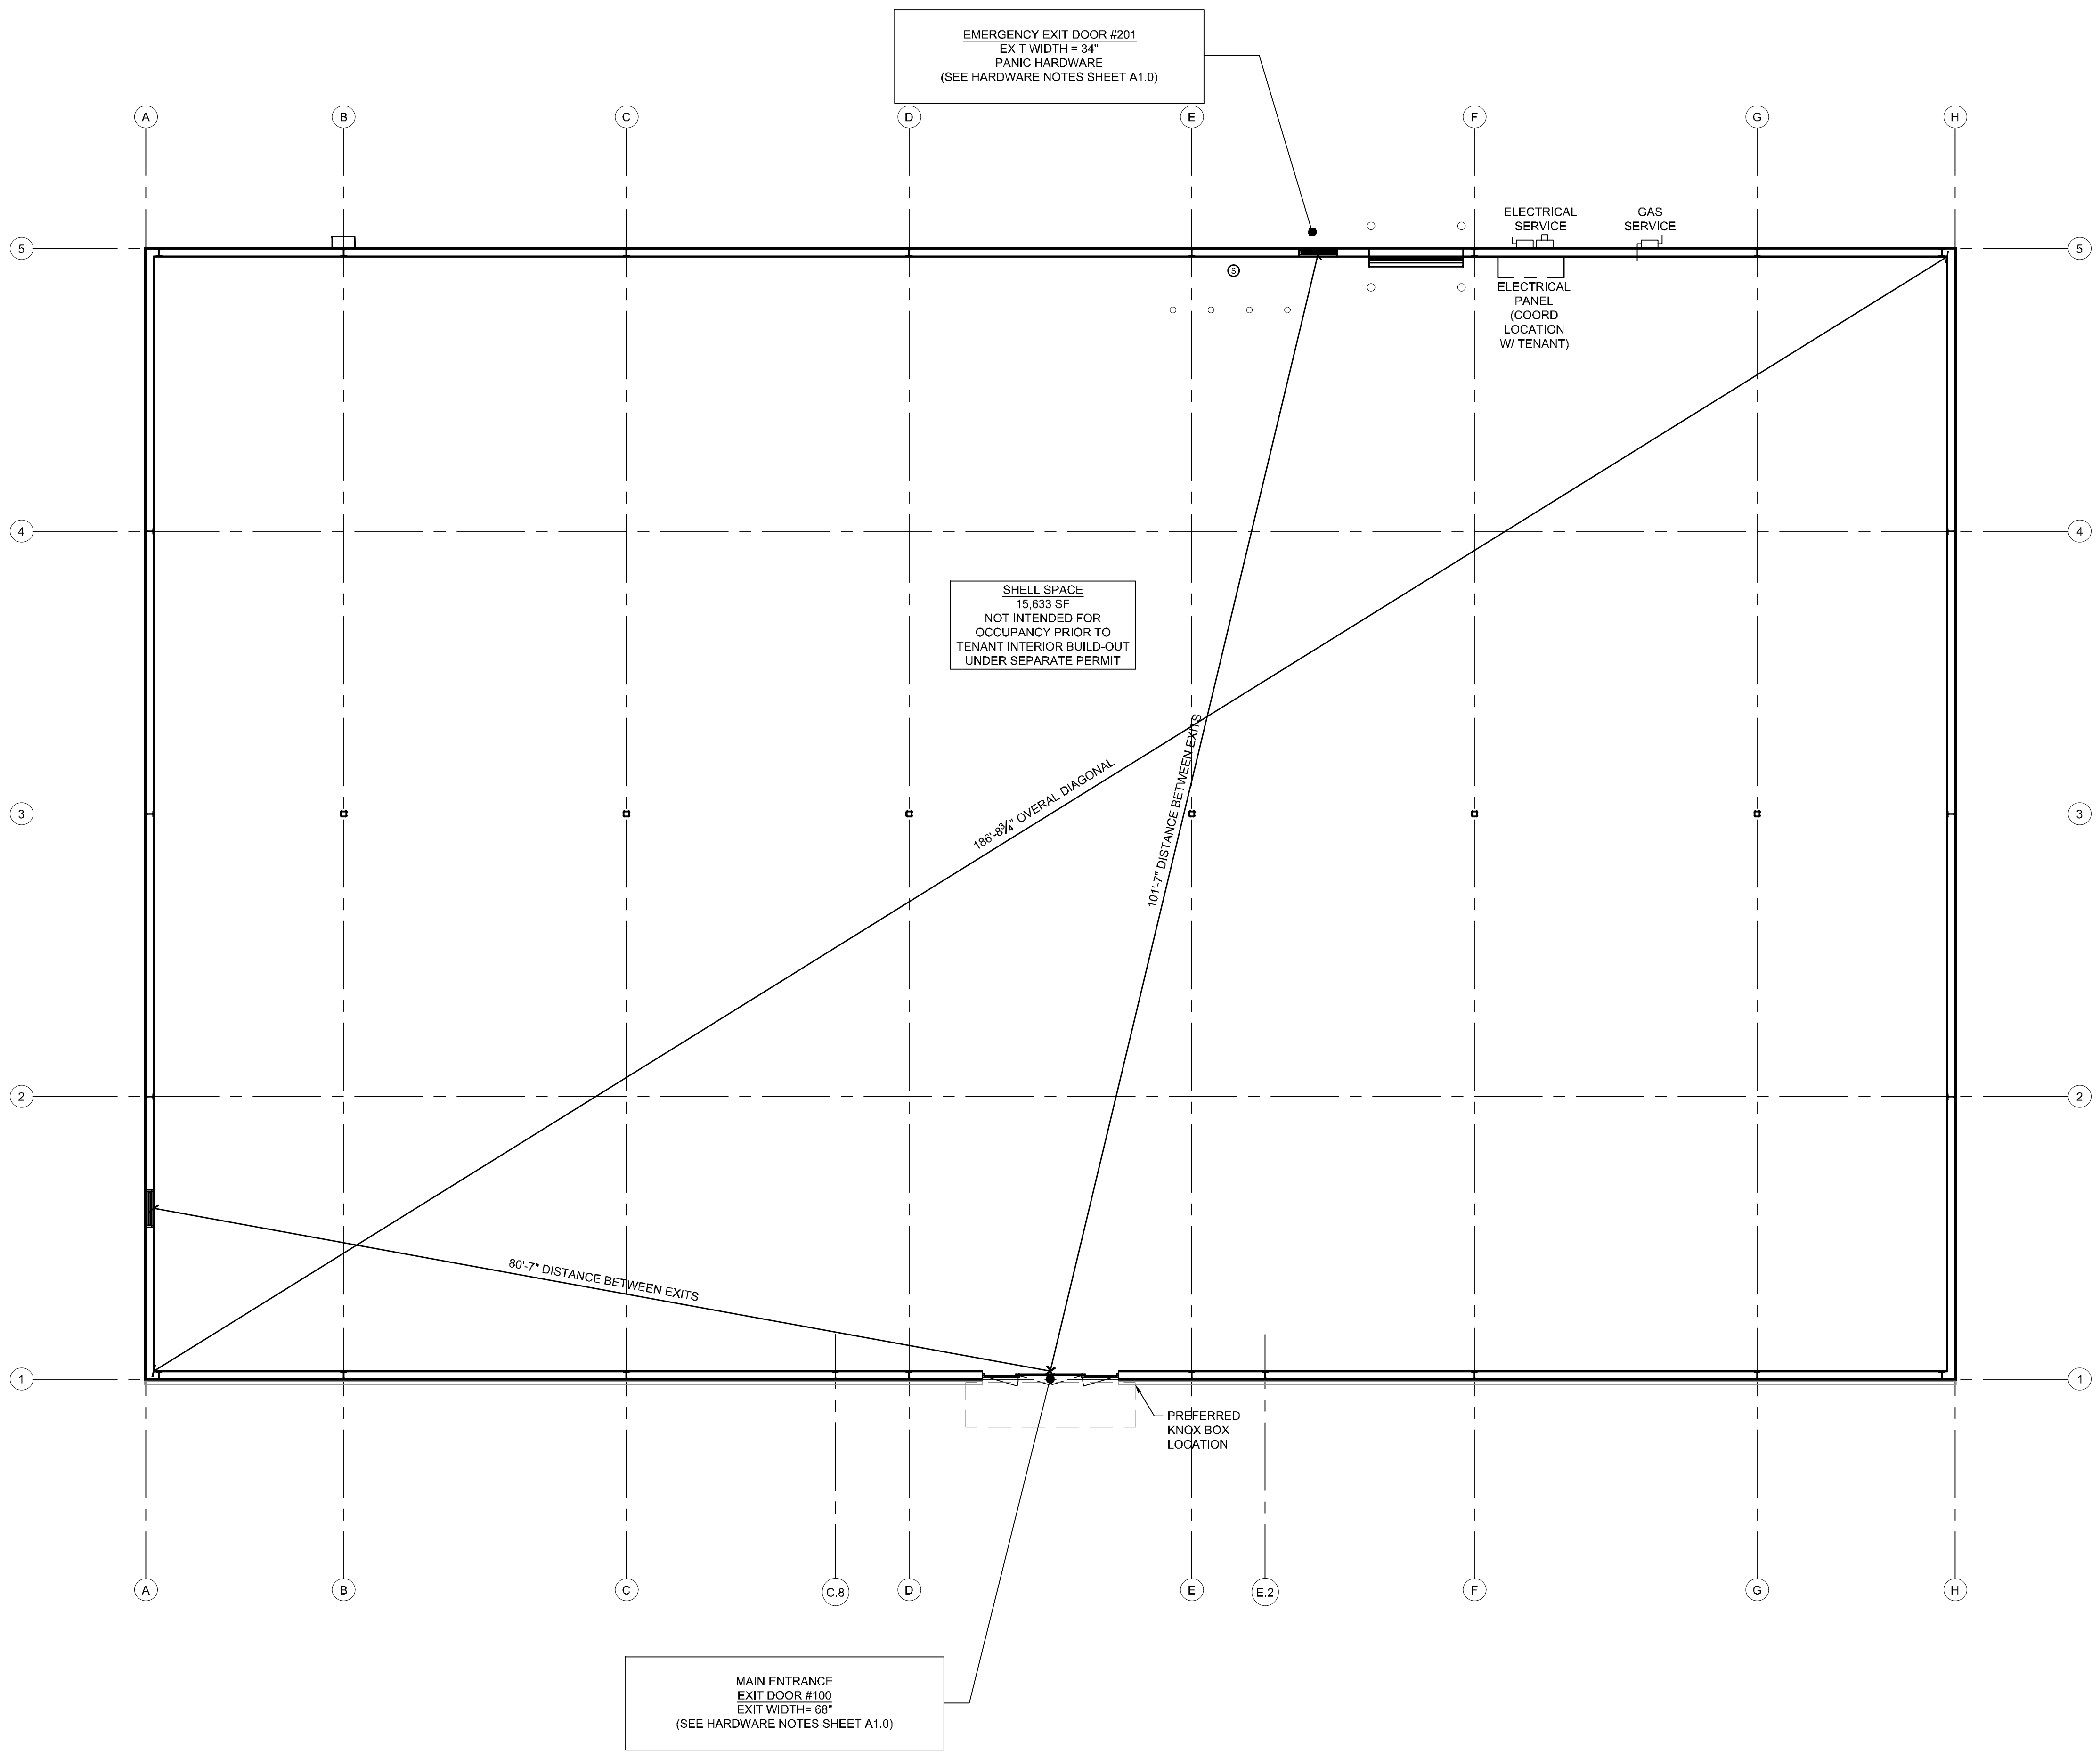 EMERGENCY EXIT DOOR #201
EXIT WIDTH = 34"
PANIC HARDWARE
(SEE HARDWARE NOTES SHEET A1.0)
A
B
C
D
E
F
G
H
ELECTRICAL
SERVICE
GAS
SERVICE
5
5
S
ELECTRICAL
PANEL
(COORD
LOCATION
W/ TENANT)
4
4
SHELL SPACE
15,633 SF
NOT INTENDED FOR
OCCUPANCY PRIOR TO
TENANT INTERIOR BUILD-OUT
UNDER SEPARATE PERMIT
186'-8¾" OVERAL DIAGONAL
101'-7" DISTANCE BETWEEN EXITS
3
3
2
2
80'-7" DISTANCE BETWEEN EXITS
1
1
PREFERRED
KNOX BOX
LOCATION
A
B
C
C.8
D
E
E.2
F
G
H
MAIN ENTRANCE
EXIT DOOR #100
EXIT WIDTH= 68"
(SEE HARDWARE NOTES SHEET A1.0)